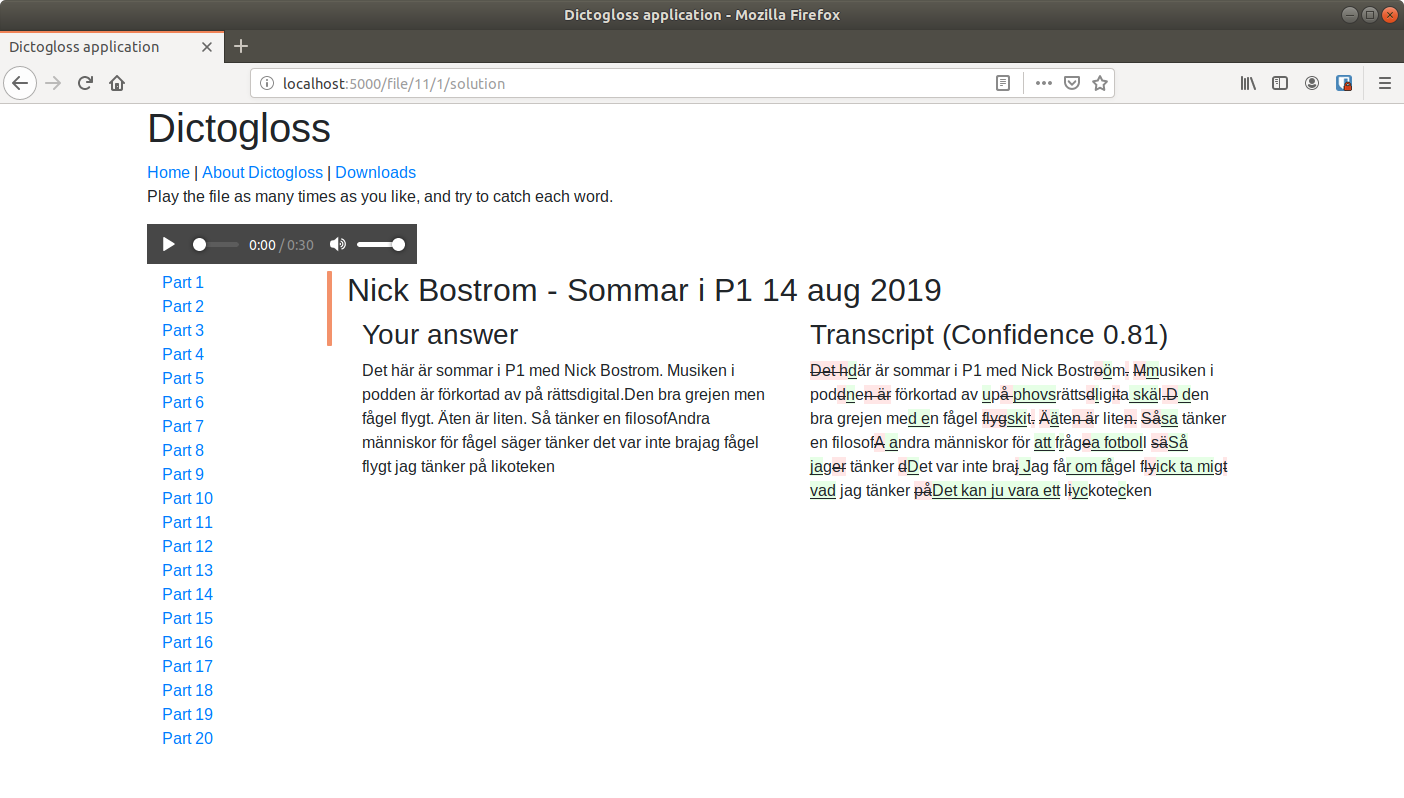 Dictogloss application - Mozilla Firefox
Dictogloss application
localhost:5000/file/11/1/solution
Dictogloss
Home | About Dictogloss | Downloads
Play the file as many times as you like, and try to catch each word.
0:00 / 0:30
Part 1
Part 2
Part 3
Part 4
Part 5
Part 6
Part 7
Part 8
Part 9
Part 10
Part 11
Part 12
Part 13
Part 14
Part 15
Part 16
Part 17
Part 18
Part 19
Part 20
Nick Bostrom - Sommar i P1 14 aug 2019
Your answer
Det här är sommar i P1 med Nick Bostrom. Musiken i
podden är förkortad av på rättsdigital.Den bra grejen men
fågel flygt. Äten är liten. Så tänker en filosofAndra
människor för fågel säger tänker det var inte brajag fågel
flygt jag tänker på likoteken
Transcript (Confidence 0.81)
Det hdär är sommar i P1 med Nick Bostroöm. Mmusiken i
poddnen är förkortad av upå phovsrättsdligita skäl.D den
bra grejen med en fågel flygskit. Ääten är liten. Såsa tänker
en filosofA andra människor för att frågea fotboll säSå
jager tänker dDet var inte braj Jag får om fågel flyick ta migt
vad jag tänker påDet kan ju vara ett liyckotecken